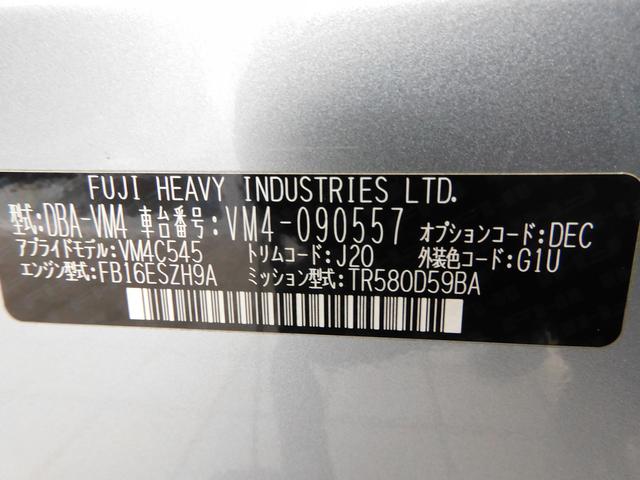 FUJI HEAVY INDUSTRIES LTD.
型式:DBA-VM4 車台番号:VM4-090557 オプションコード:DEC
アプライドモデル:VM4C545 トリムコード:J20 外装色コード:G1U
エンジン型式:FB16ESZH9A ミッション型式:TR580D59BA